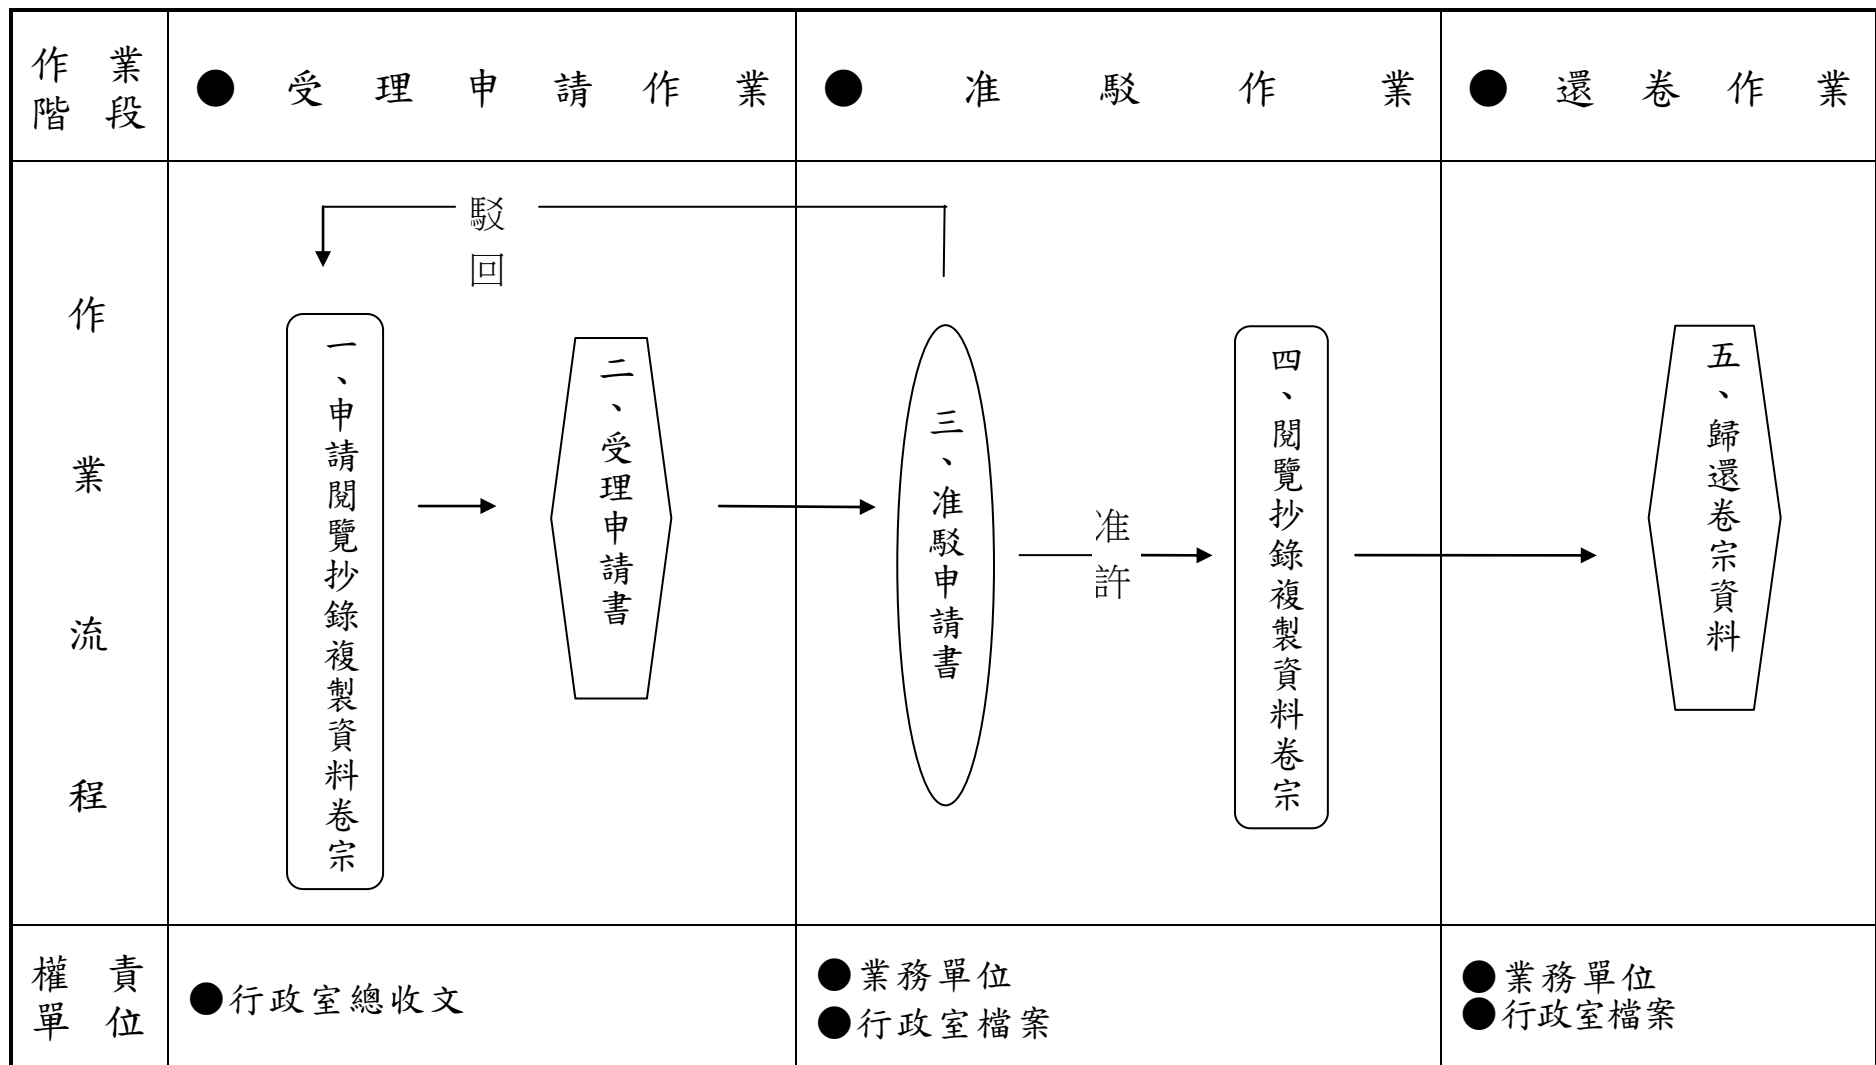 作業
階段
●受理申請作業
●准駁作業
●還卷作業
作業流程
駁回
一、申請閱覽抄錄複製資料卷宗
二、受理申請書
三、准駁申請書
准許
四、閱覽抄錄複製資料卷宗
五、歸還卷宗資料
權責
單位
●行政室總收文
●業務單位
●行政室檔案
●業務單位
●行政室檔案